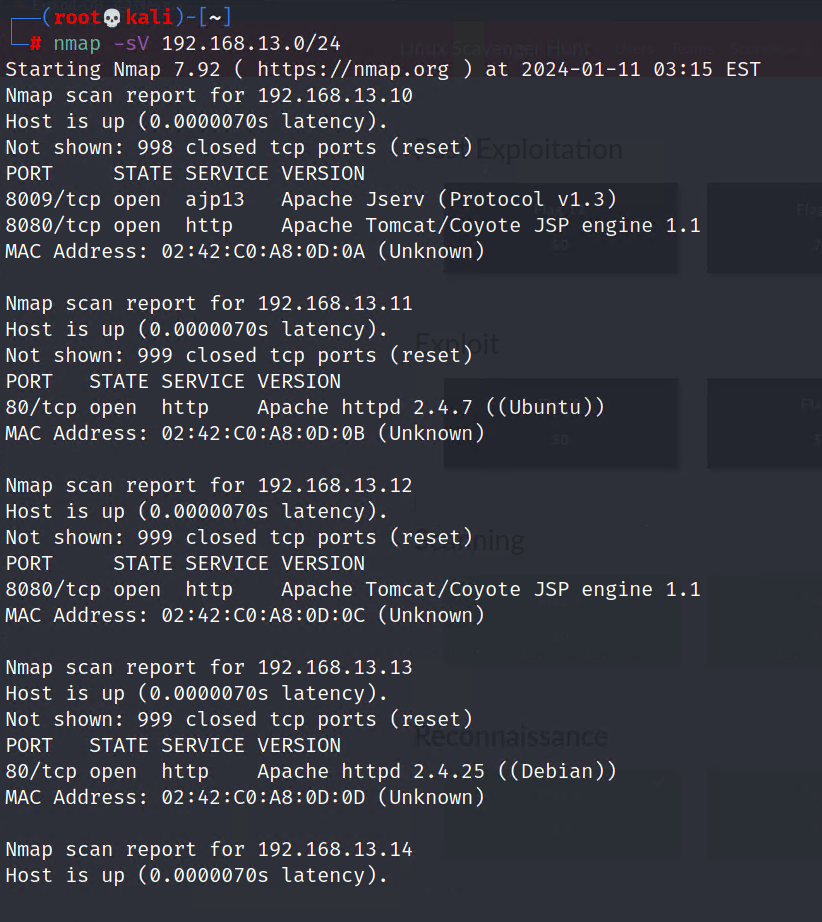 (root💀kali)-[~]
# nmap -sV 192.168.13.0/24
Linux Scavenger Hunt
Starting Nmap 7.92 ( https://nmap.org ) at 2024-01-11 03:15 EST
Nmap scan report for 192.168.13.10
Host is up (0.0000070s latency).
Not shown: 998 closed tcp ports (reset)
Exploitation
PORT STATE SERVICE VERSION
8009/tcp open ajp13 Apache Jserv (Protocol v1.3)
8080/tcp open http Apache Tomcat/Coyote JSP engine 1.1
MAC Address: 02:42:C0:A8:0D:0A (Unknown)
Nmap scan report for 192.168.13.11
Host is up (0.0000070s latency).
Exploit
Not shown: 999 closed tcp ports (reset)
PORT STATE SERVICE VERSION
80/tcp open http Apache httpd 2.4.7 ((Ubuntu))
MAC Address: 02:42:C0:A8:0D:0B (Unknown)
Nmap scan report for 192.168.13.12
Host is up (0.0000070s latency).
Not shown: 999 closed tcp ports (reset)
Scanning
PORT STATE SERVICE VERSION
8080/tcp open http Apache Tomcat/Coyote JSP engine 1.1
MAC Address: 02:42:C0:A8:0D:0C (Unknown)
Nmap scan report for 192.168.13.13
Host is up (0.0000070s latency).
Not shown: 999 closed tcp ports (reset)
Reconnaissance
PORT STATE SERVICE VERSION
80/tcp open http Apache httpd 2.4.25 ((Debian))
MAC Address: 02:42:C0:A8:0D:0D (Unknown)
Nmap scan report for 192.168.13.14
Host is up (0.0000070s latency).